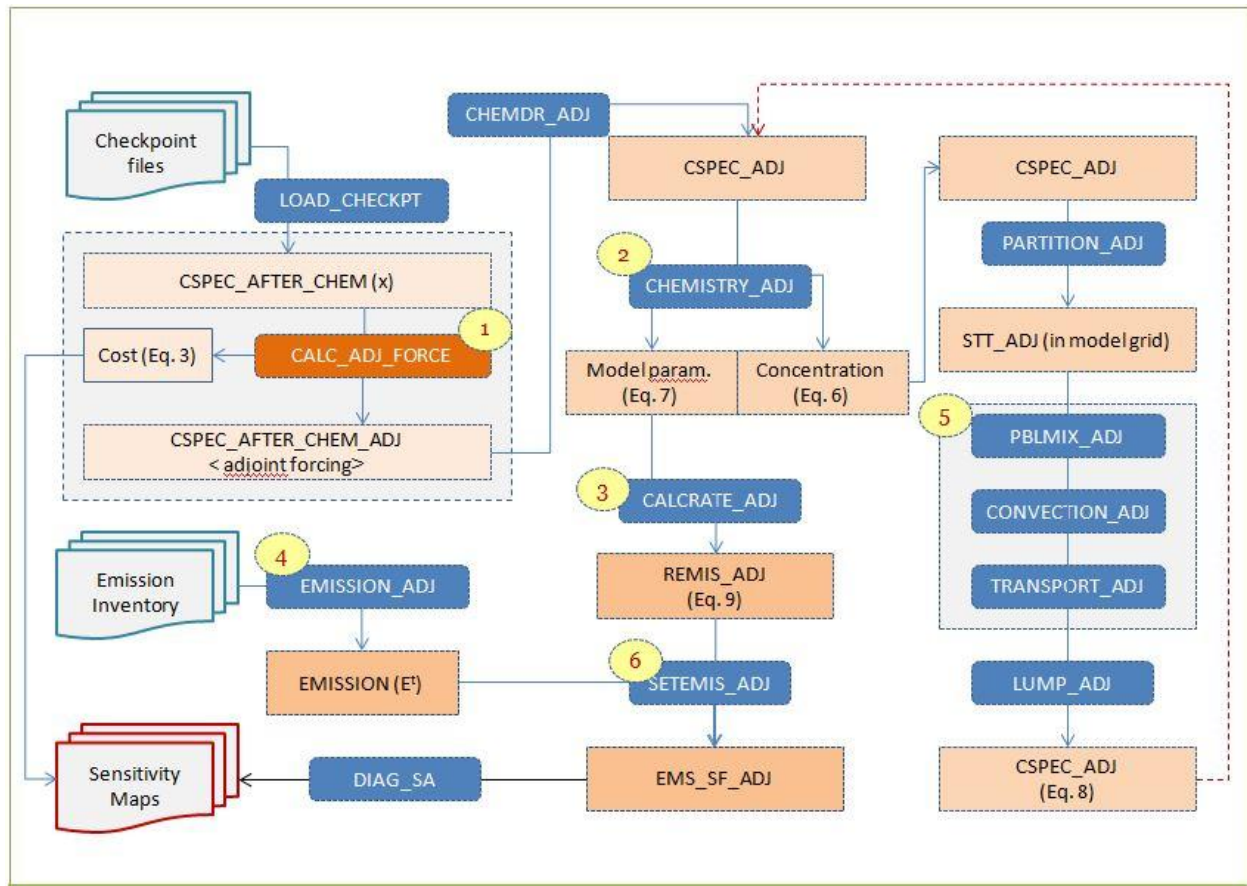 Checkpoint
files
LOAD_CHECKPT
CSPEC_AFTER_CHEM (x)
1
Cost (Eq. 3)
CALC_ADJ_FORCE
CSPEC_AFTER_CHEM_ADJ
< adjoint forcing>
CHEMDR_ADJ
CSPEC_ADJ
2
CHEMISTRY_ADJ
Model param.
(Eq. 7)
Concentration
(Eq. 6)
3
CALCRATE_ADJ
REMIS_ADJ
(Eq. 9)
4
Emission
Inventory
EMISSION_ADJ
EMISSION (Eᵗ)
6
SETEMIS_ADJ
EMS_SF_ADJ
DIAG_SA
Sensitivity
Maps
CSPEC_ADJ
PARTITION_ADJ
STT_ADJ (in model grid)
5
PBLMIX_ADJ
CONVECTION_ADJ
TRANSPORT_ADJ
LUMP_ADJ
CSPEC_ADJ
(Eq. 8)